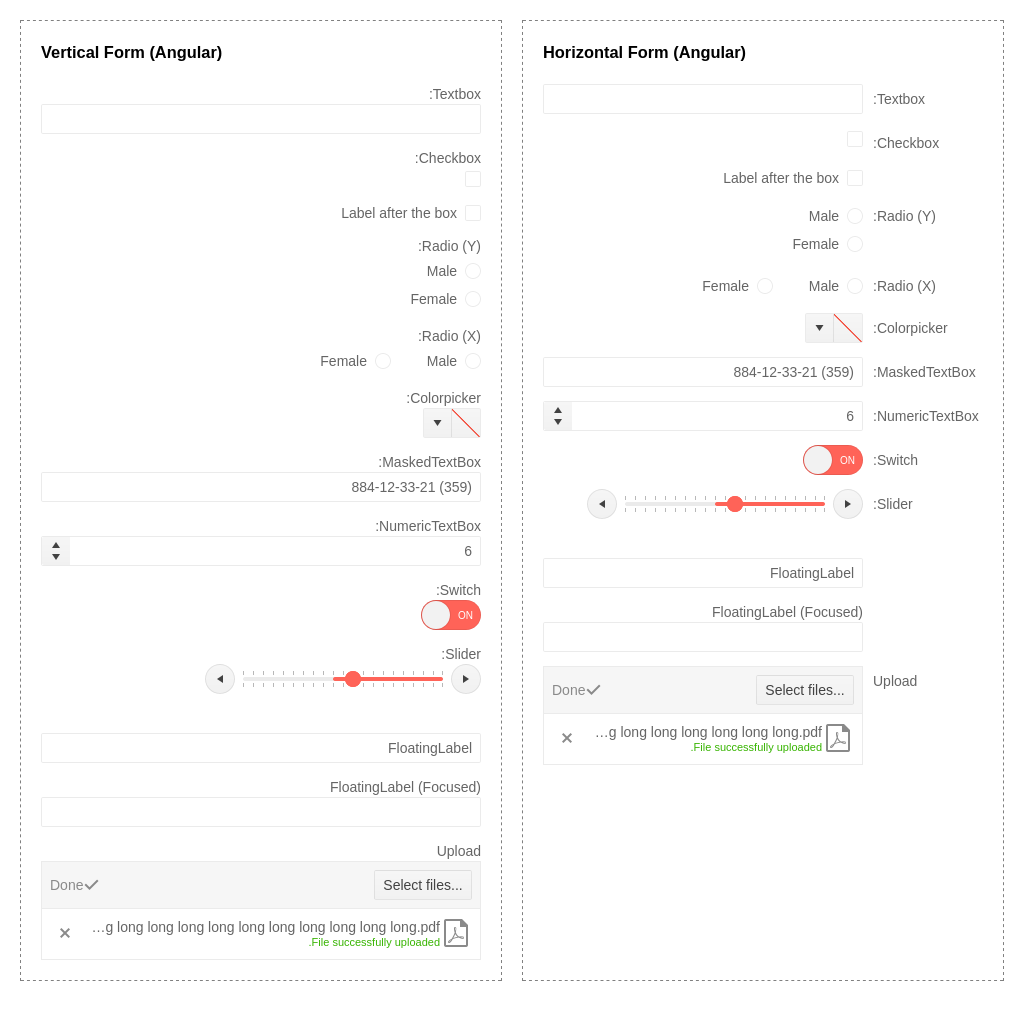 Vertical Form (Angular)
:Textbox
:Checkbox
Label after the box
:Radio (Y)
Male
Female
:Radio (X)
Female Male
:Colorpicker
:MaskedTextBox
884-12-33-21 (359)
:NumericTextBox
6
:Switch
ON
:Slider
FloatingLabel
FloatingLabel (Focused)
Upload
Done Select files...
...g long long long long long long long long long long.pdf
.File successfully uploaded
Horizontal Form (Angular)
:Textbox
:Checkbox
Label after the box
Male :Radio (Y)
Female
Female Male :Radio (X)
:Colorpicker
884-12-33-21 (359) :MaskedTextBox
6 :NumericTextBox
ON :Switch
:Slider
FloatingLabel
FloatingLabel (Focused)
Upload
Done Select files...
...g long long long long long long.pdf
.File successfully uploaded